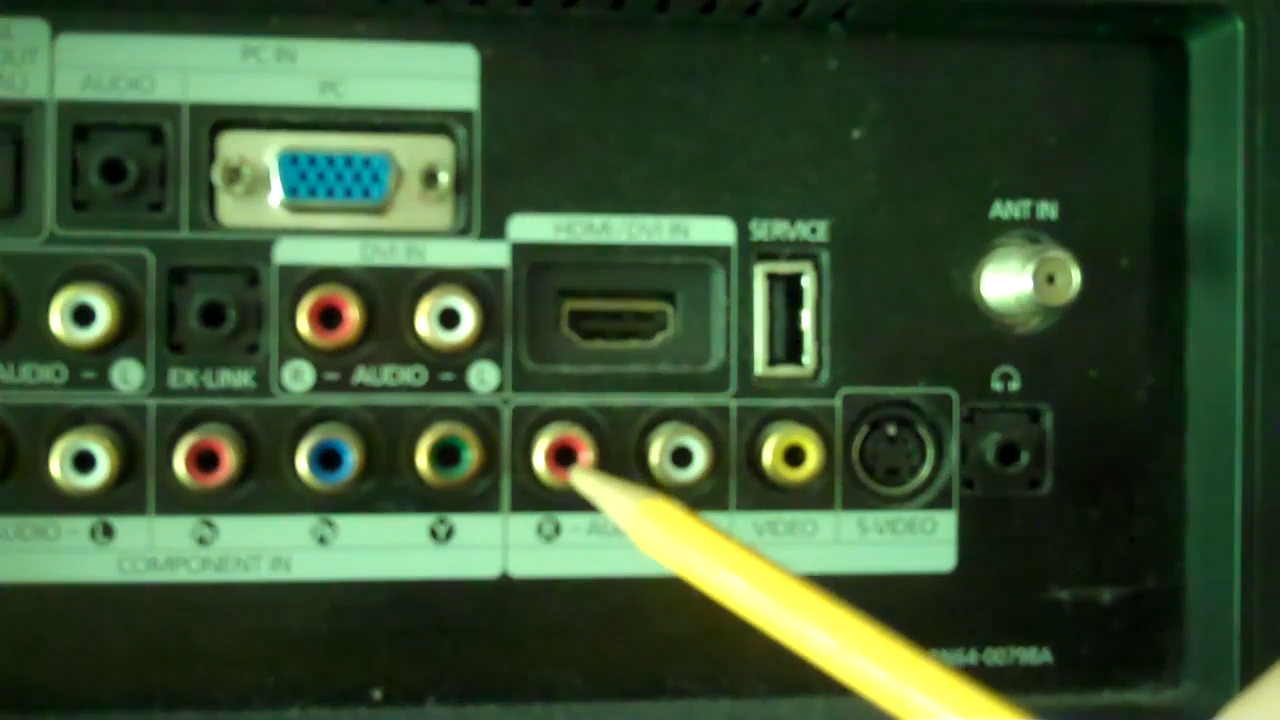 PC IN
AUDIO
PC
ANT IN
HDMI / DVI IN
SERVICE
DVI IN
AUDIO - L
EX-LINK
R - AUDIO - L
AUDIO - L
Y
R
VIDEO
S-VIDEO
COMPONENT IN